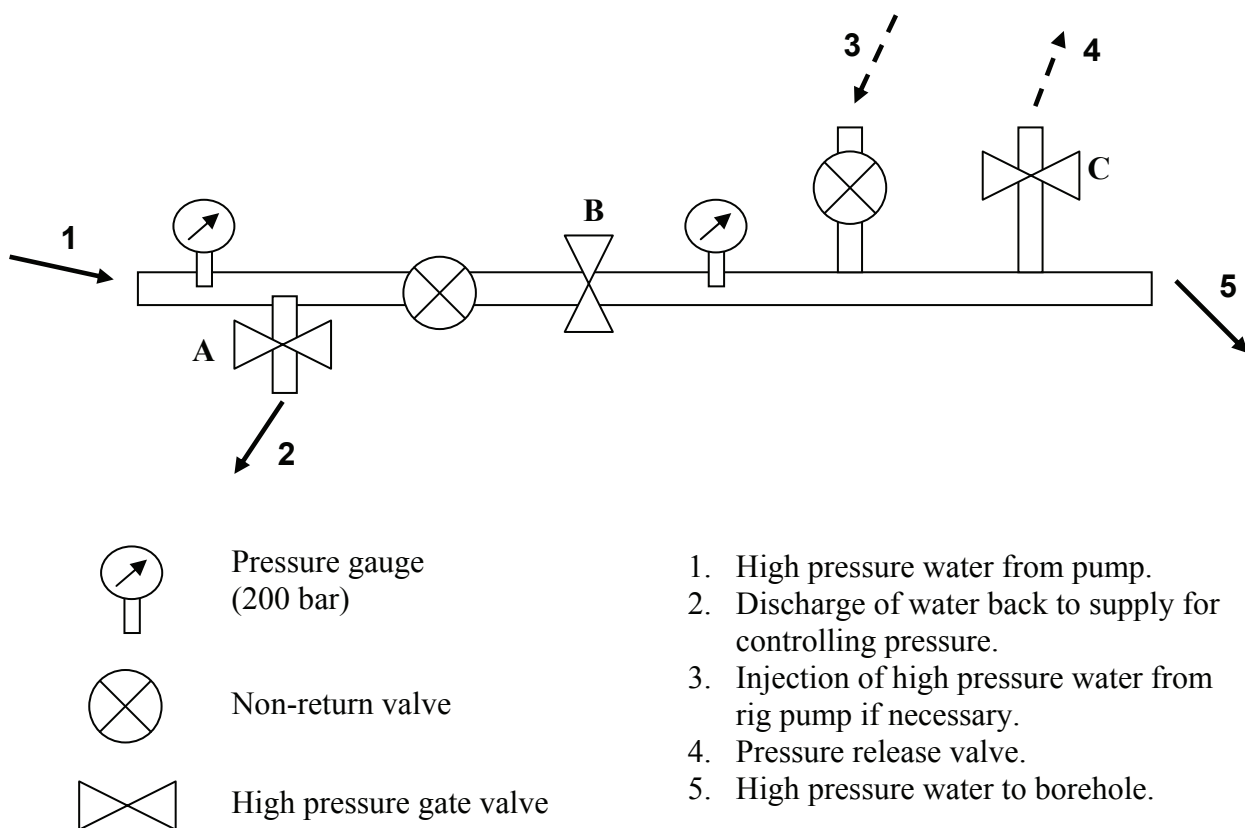 3
4
1
B
C
5
A
2
Pressure gauge
(200 bar)
Non-return valve
High pressure gate valve
1. High pressure water from pump.
2. Discharge of water back to supply for
controlling pressure.
3. Injection of high pressure water from
rig pump if necessary.
4. Pressure release valve.
5. High pressure water to borehole.